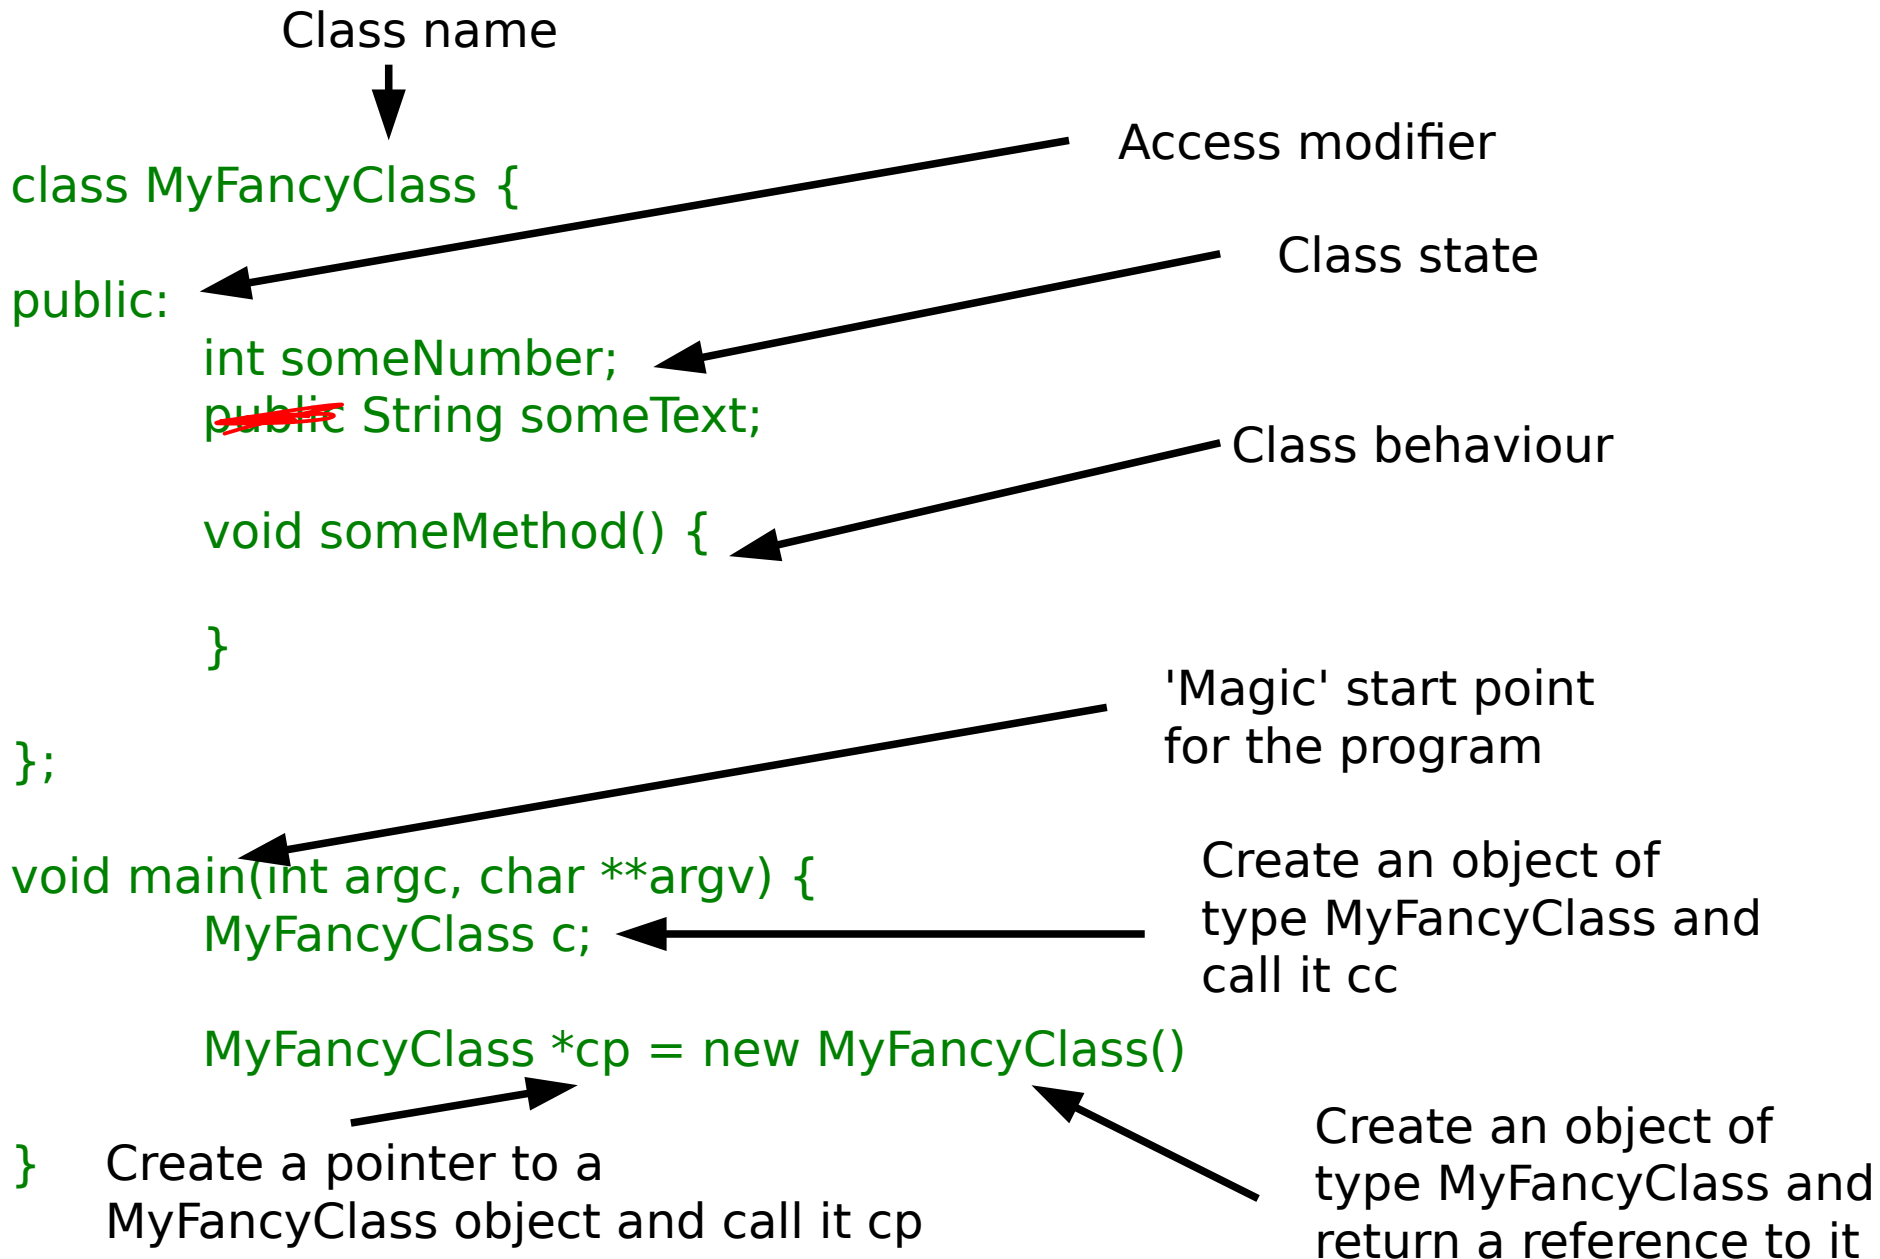 Class name
Access modifier
class MyFancyClass {
Class state
public:
int someNumber;
public String someText;
Class behaviour
void someMethod() {
}
'Magic' start point
for the program
};
void main(int argc, char **argv) {
MyFancyClass c;
Create an object of
type MyFancyClass and
call it cc
MyFancyClass *cp = new MyFancyClass()
}
Create a pointer to a
MyFancyClass object and call it cp
Create an object of
type MyFancyClass and
return a reference to it